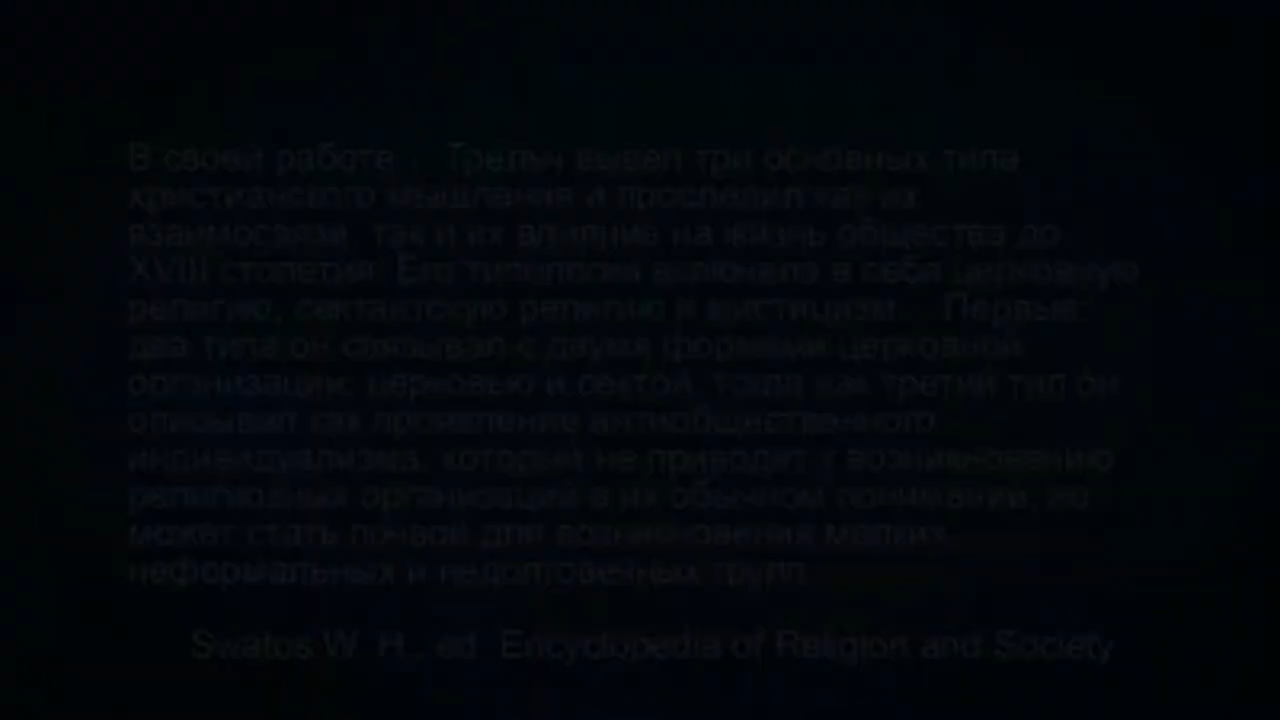 В своей работе ... Трельч вывел три основных типа
христианского мышления и проследил как их
взаимосвязи, так и их влияние на жизнь общества до
XVIII столетия. Его типология включала в себя церковную
религию, сектантскую религию и мистицизм... Первые
два типа он связывал с двумя формами церковной
организации: церковью и сектой, тогда как третий тип он
описывал как проявление антиобщественного
индивидуализма, который не приводит к возникновению
религиозных организаций в их обычном понимании, но
может стать почвой для возникновения мелких,
неформальных и недолговечных групп.
Swatos W. H., ed. Encyclopedia of Religion and Society